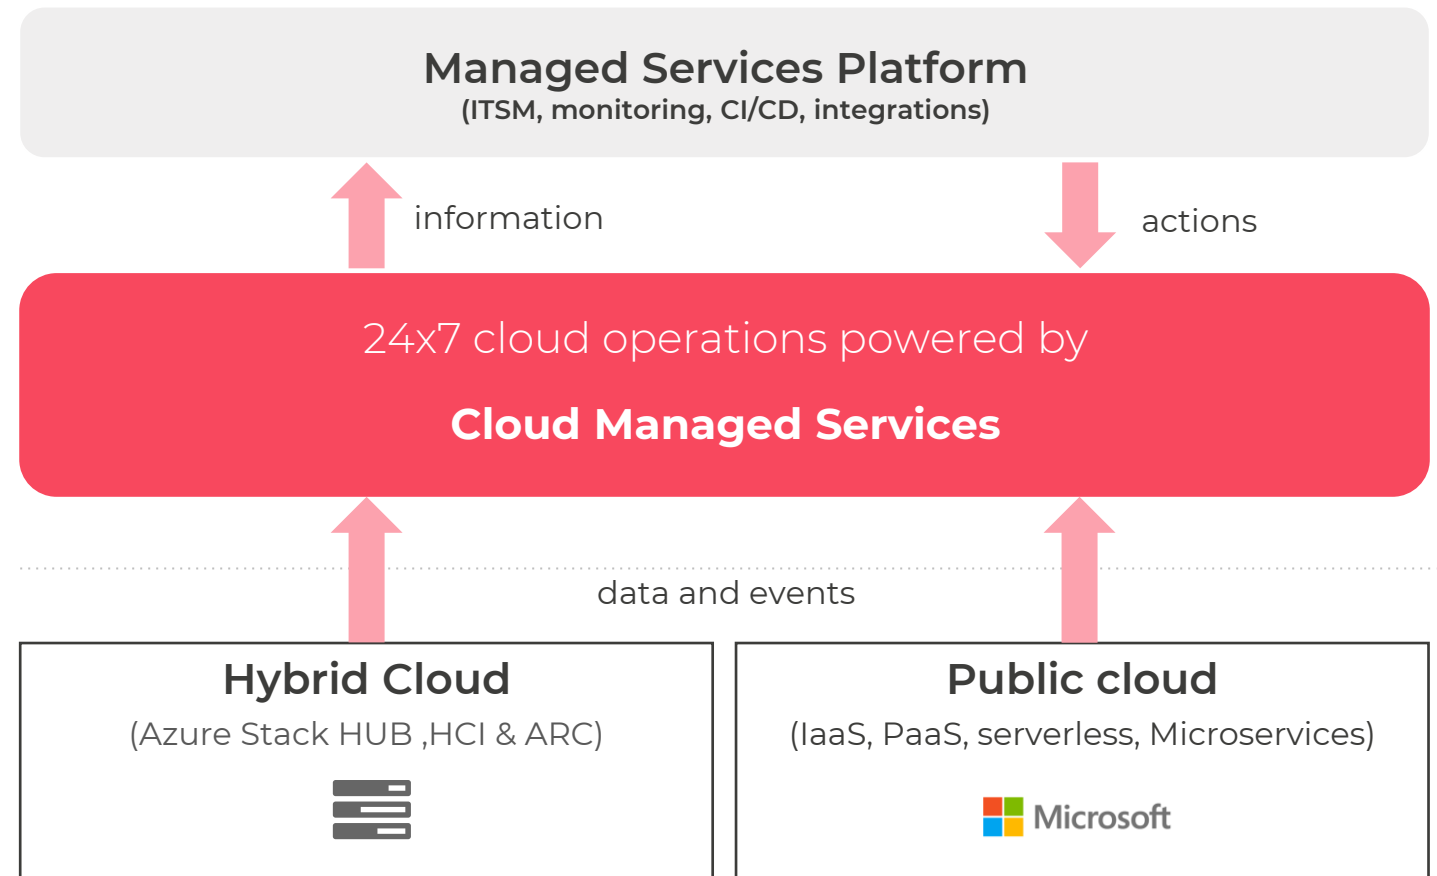 Managed Services Platform
(ITSM, monitoring, CI/CD, integrations)
information
actions
24x7 cloud operations powered by
Cloud Managed Services
data and events
Hybrid Cloud
(Azure Stack HUB ,HCI & ARC)
Public cloud
(IaaS, PaaS, serverless, Microservices)
Microsoft